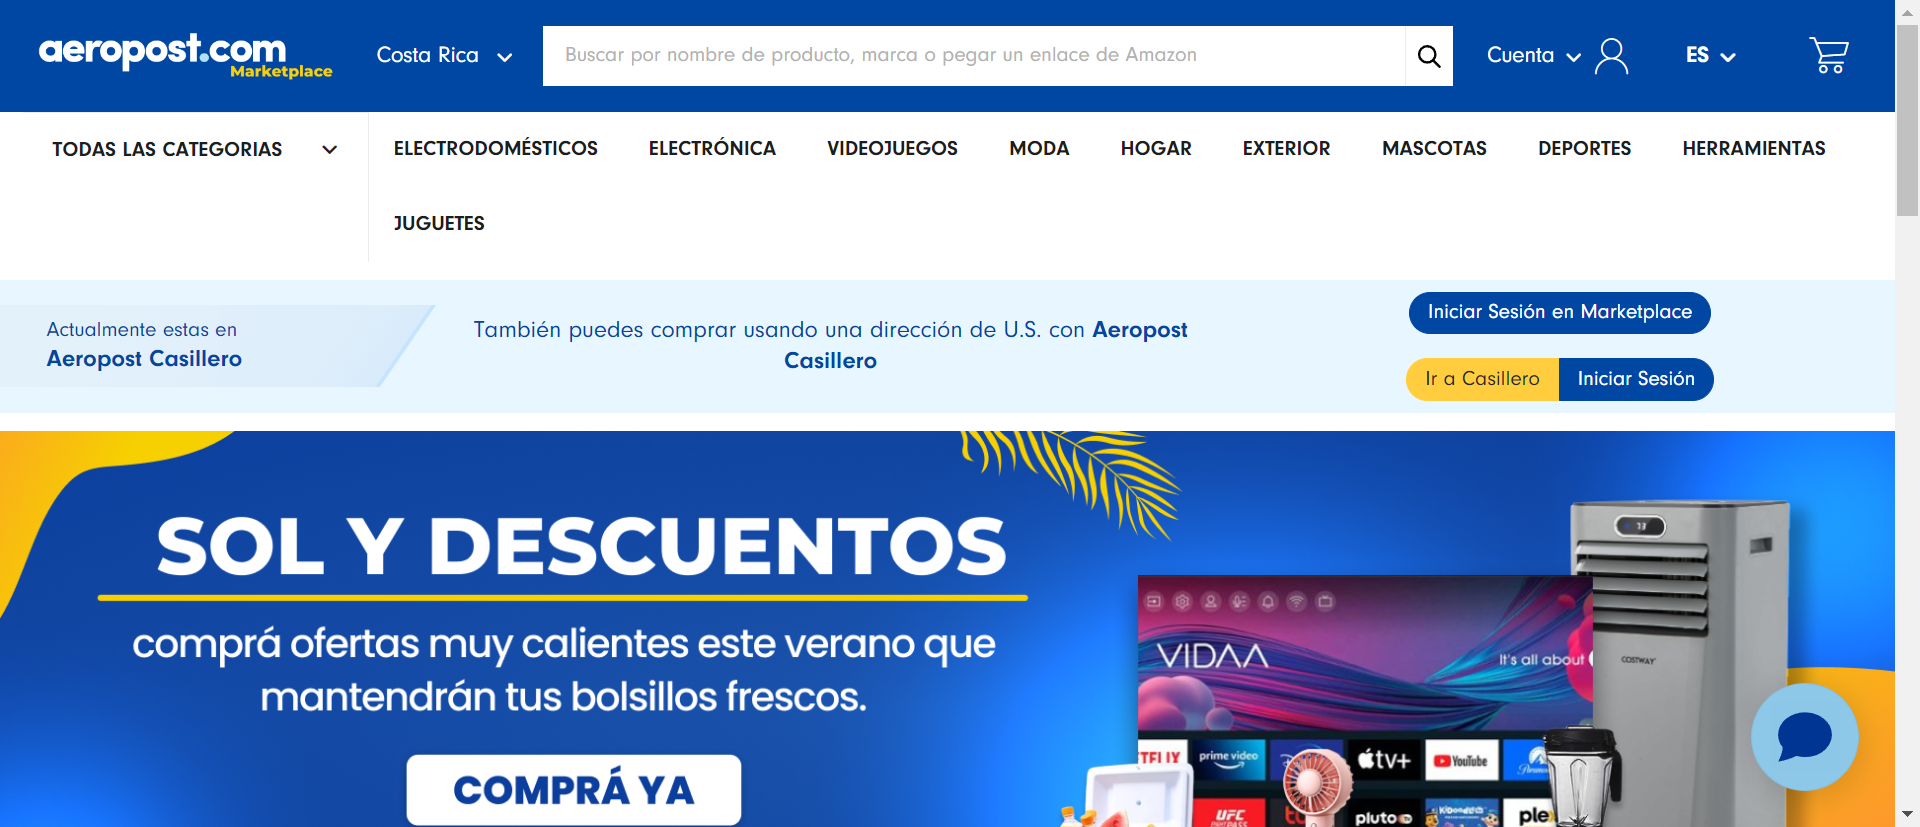 aeropost.com
Marketplace
Costa Rica
Buscar por nombre de producto, marca o pegar un enlace de Amazon
Cuenta
ES
TODAS LAS CATEGORIAS
ELECTRODOMÉSTICOS
ELECTRÓNICA
VIDEOJUEGOS
MODA
HOGAR
EXTERIOR
MASCOTAS
DEPORTES
HERRAMIENTAS
JUGUETES
Actualmente estas en
Aeropost Casillero
También puedes comprar usando una dirección de U.S. con Aeropost
Casillero
Iniciar Sesión en Marketplace
Ir a Casillero
Iniciar Sesión
SOL Y DESCUENTOS
comprá ofertas muy calientes este verano que
mantendrán tus bolsillos frescos.
COMPRÁ YA
73
COSTWAY
VIDAA
It's all about
prime video
tv+
YouTube
UFC
pluto tv